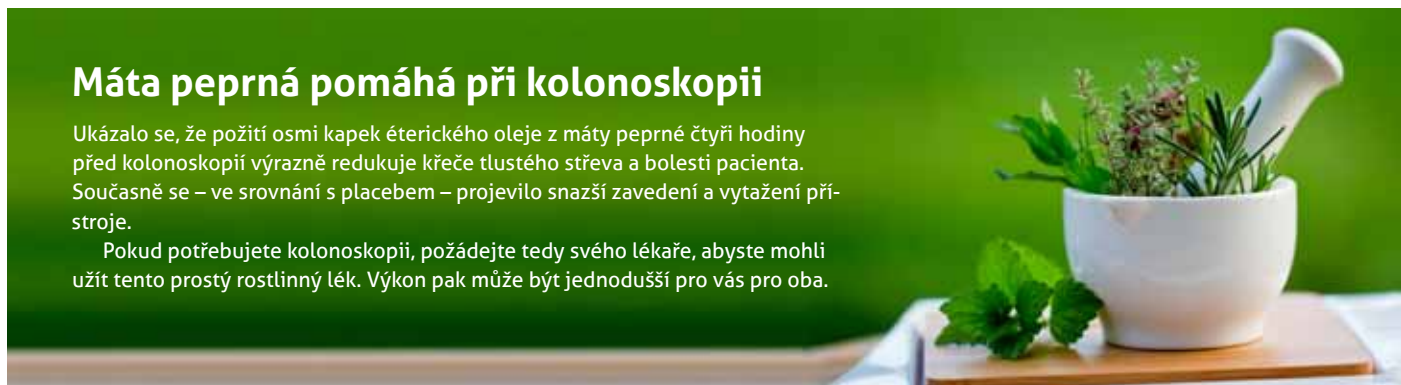 Máta peprná pomáhá při kolonoskopii
Ukázalo se, že požití osmi kapek éterického oleje z máty peprné čtyři hodiny
před kolonoskopií výrazně redukuje křeče tlustého střeva a bolesti pacienta.
Současně se – ve srovnání s placebem – projevilo snazší zavedení a vytažení pří-
stroje.
Pokud potřebujete kolonoskopii, požádejte tedy svého lékaře, abyste mohli
užít tento prostý rostlinný lék. Výkon pak může být jednodušší pro vás pro oba.